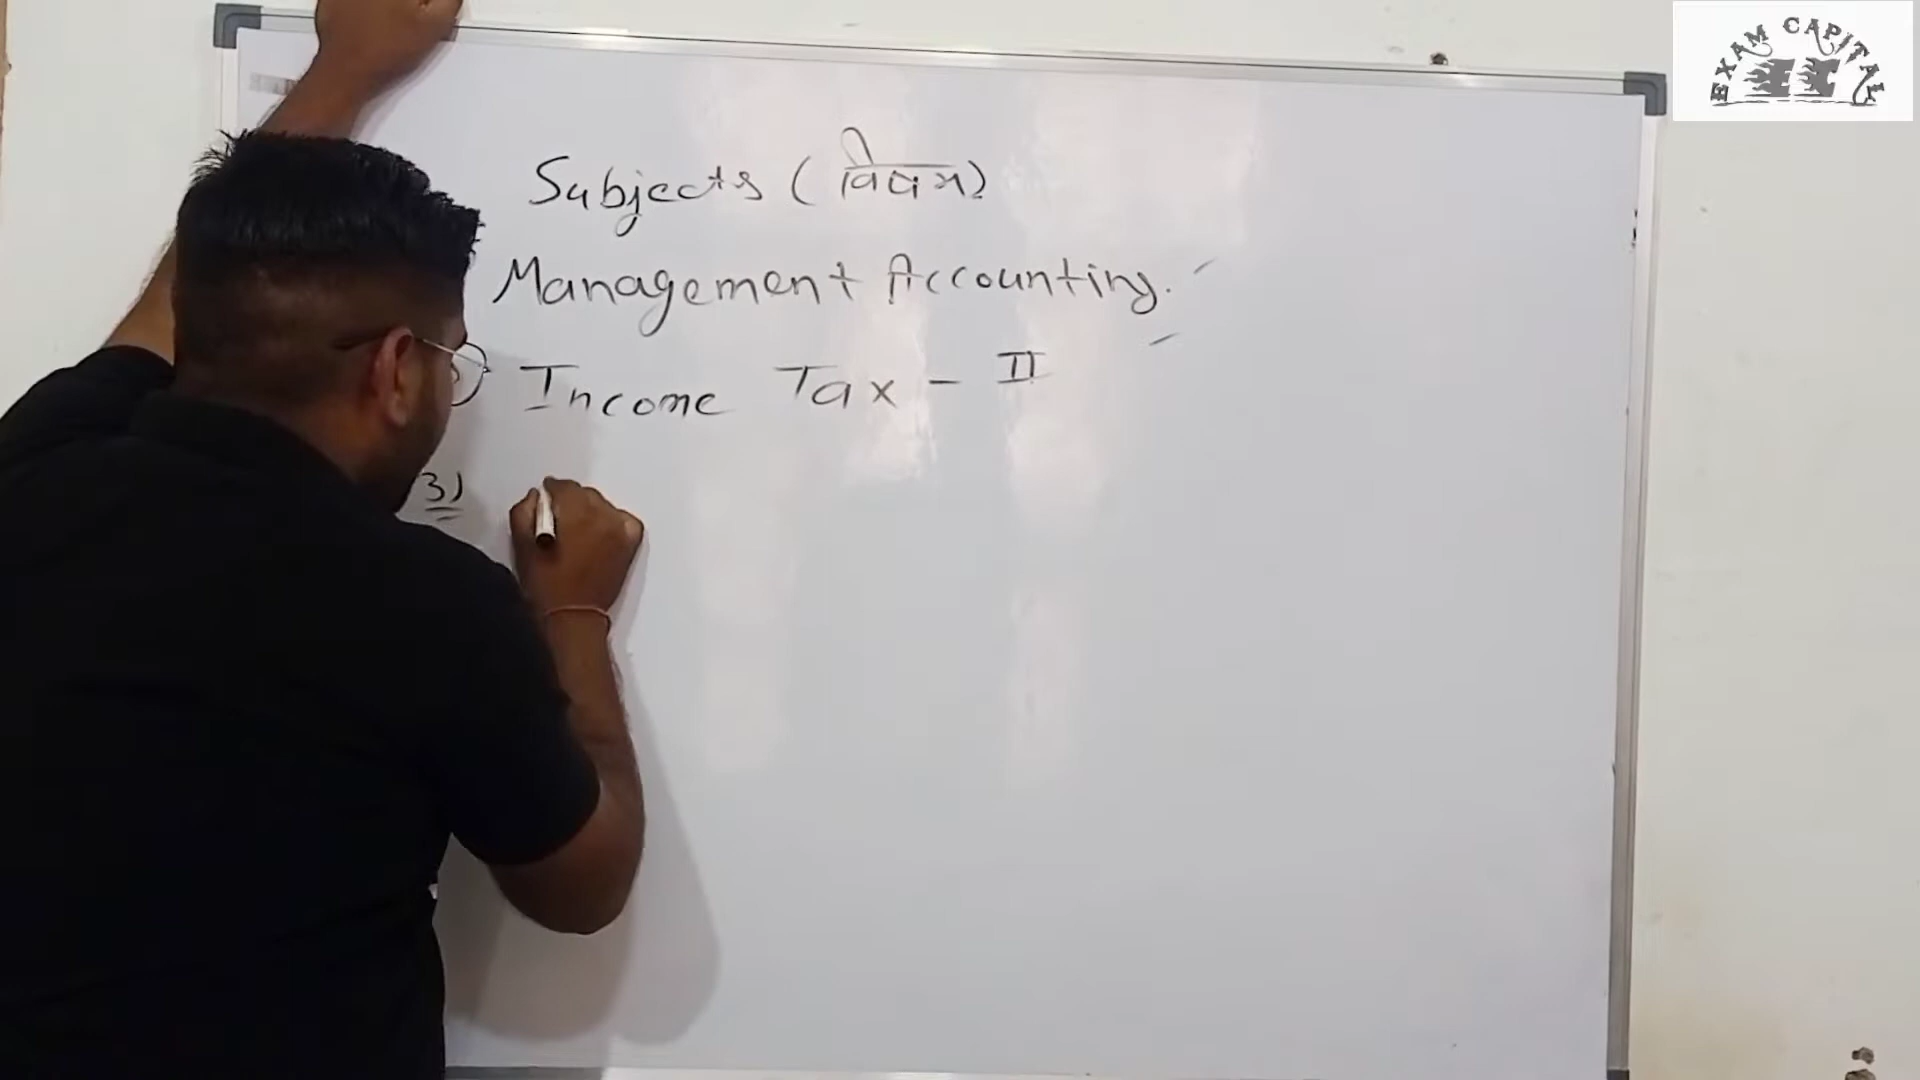 Subjects (विषय)
Management Accounting.
Income Tax - II
3)
EXAM CAPITAL